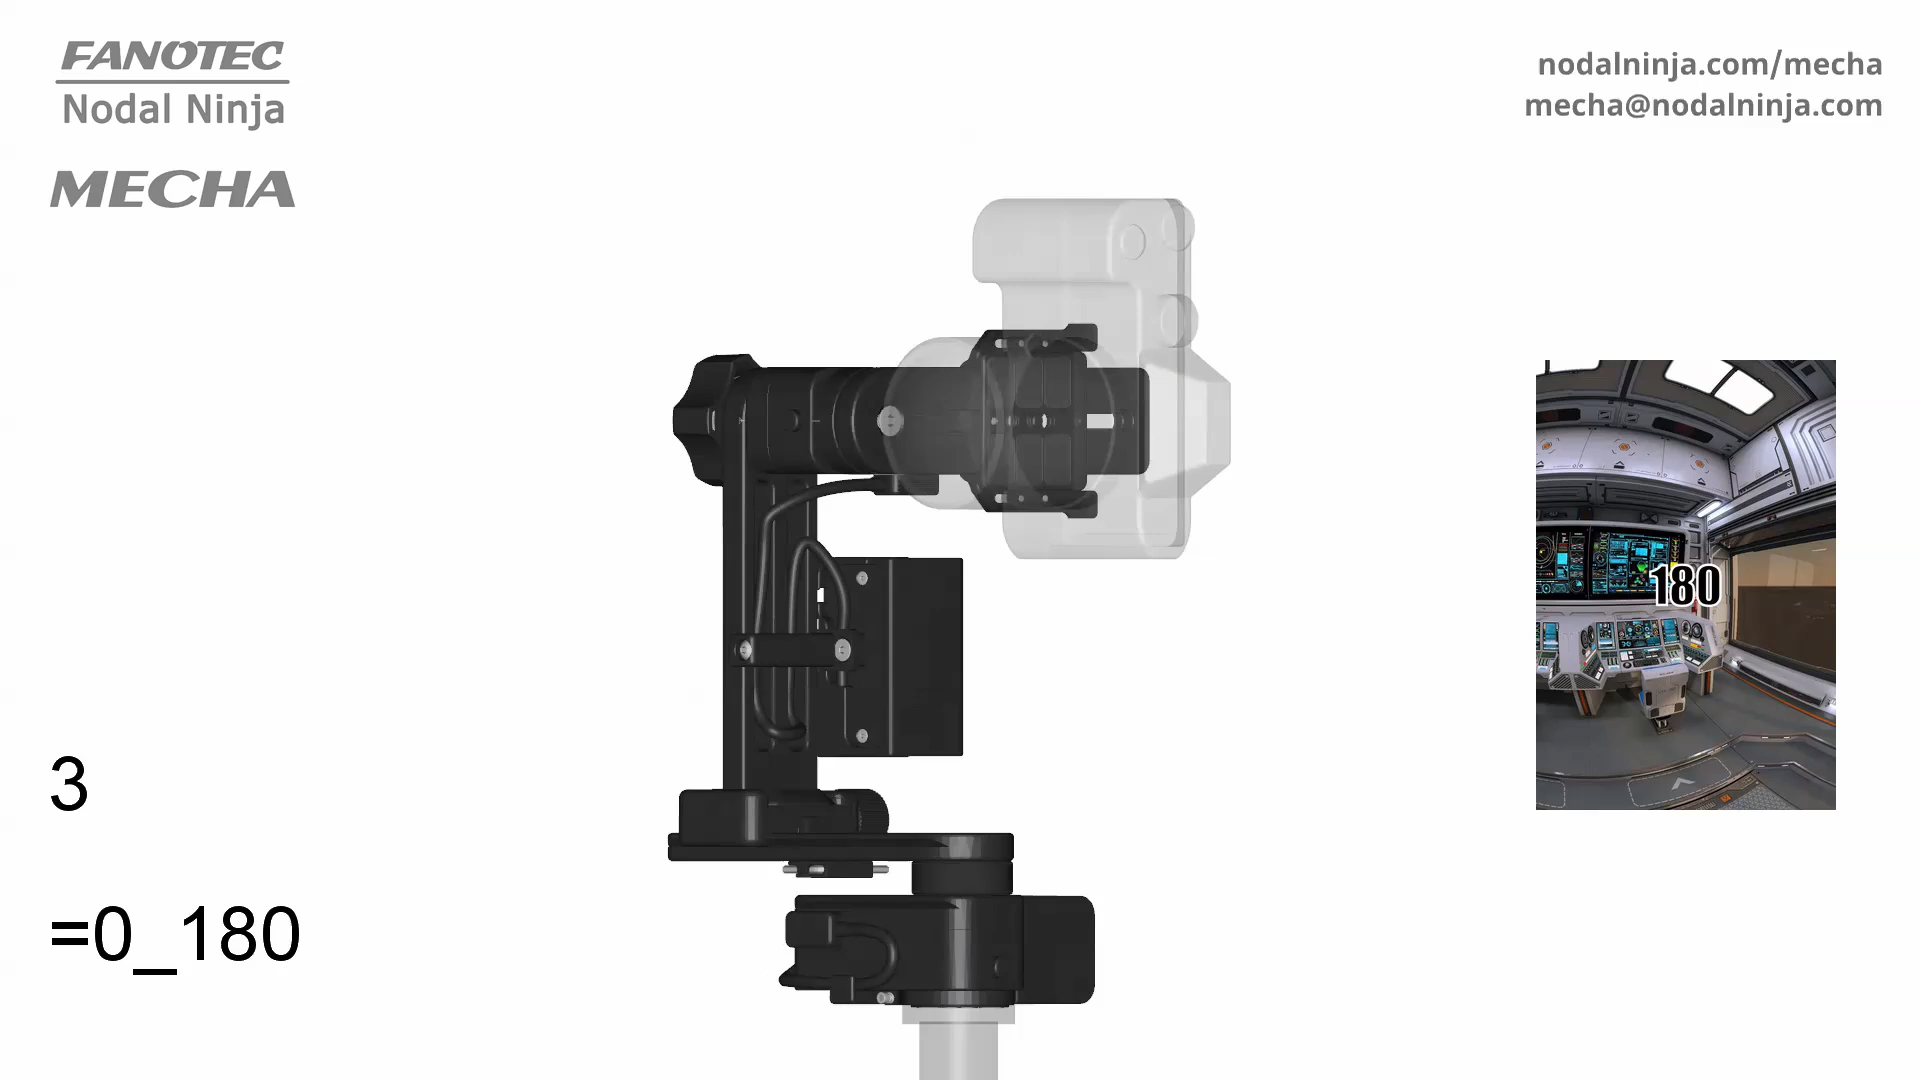 FANOTEC
Nodal Ninja
MECHA
nodalninja.com/mecha
mecha@nodalninja.com
180
3
=0_180